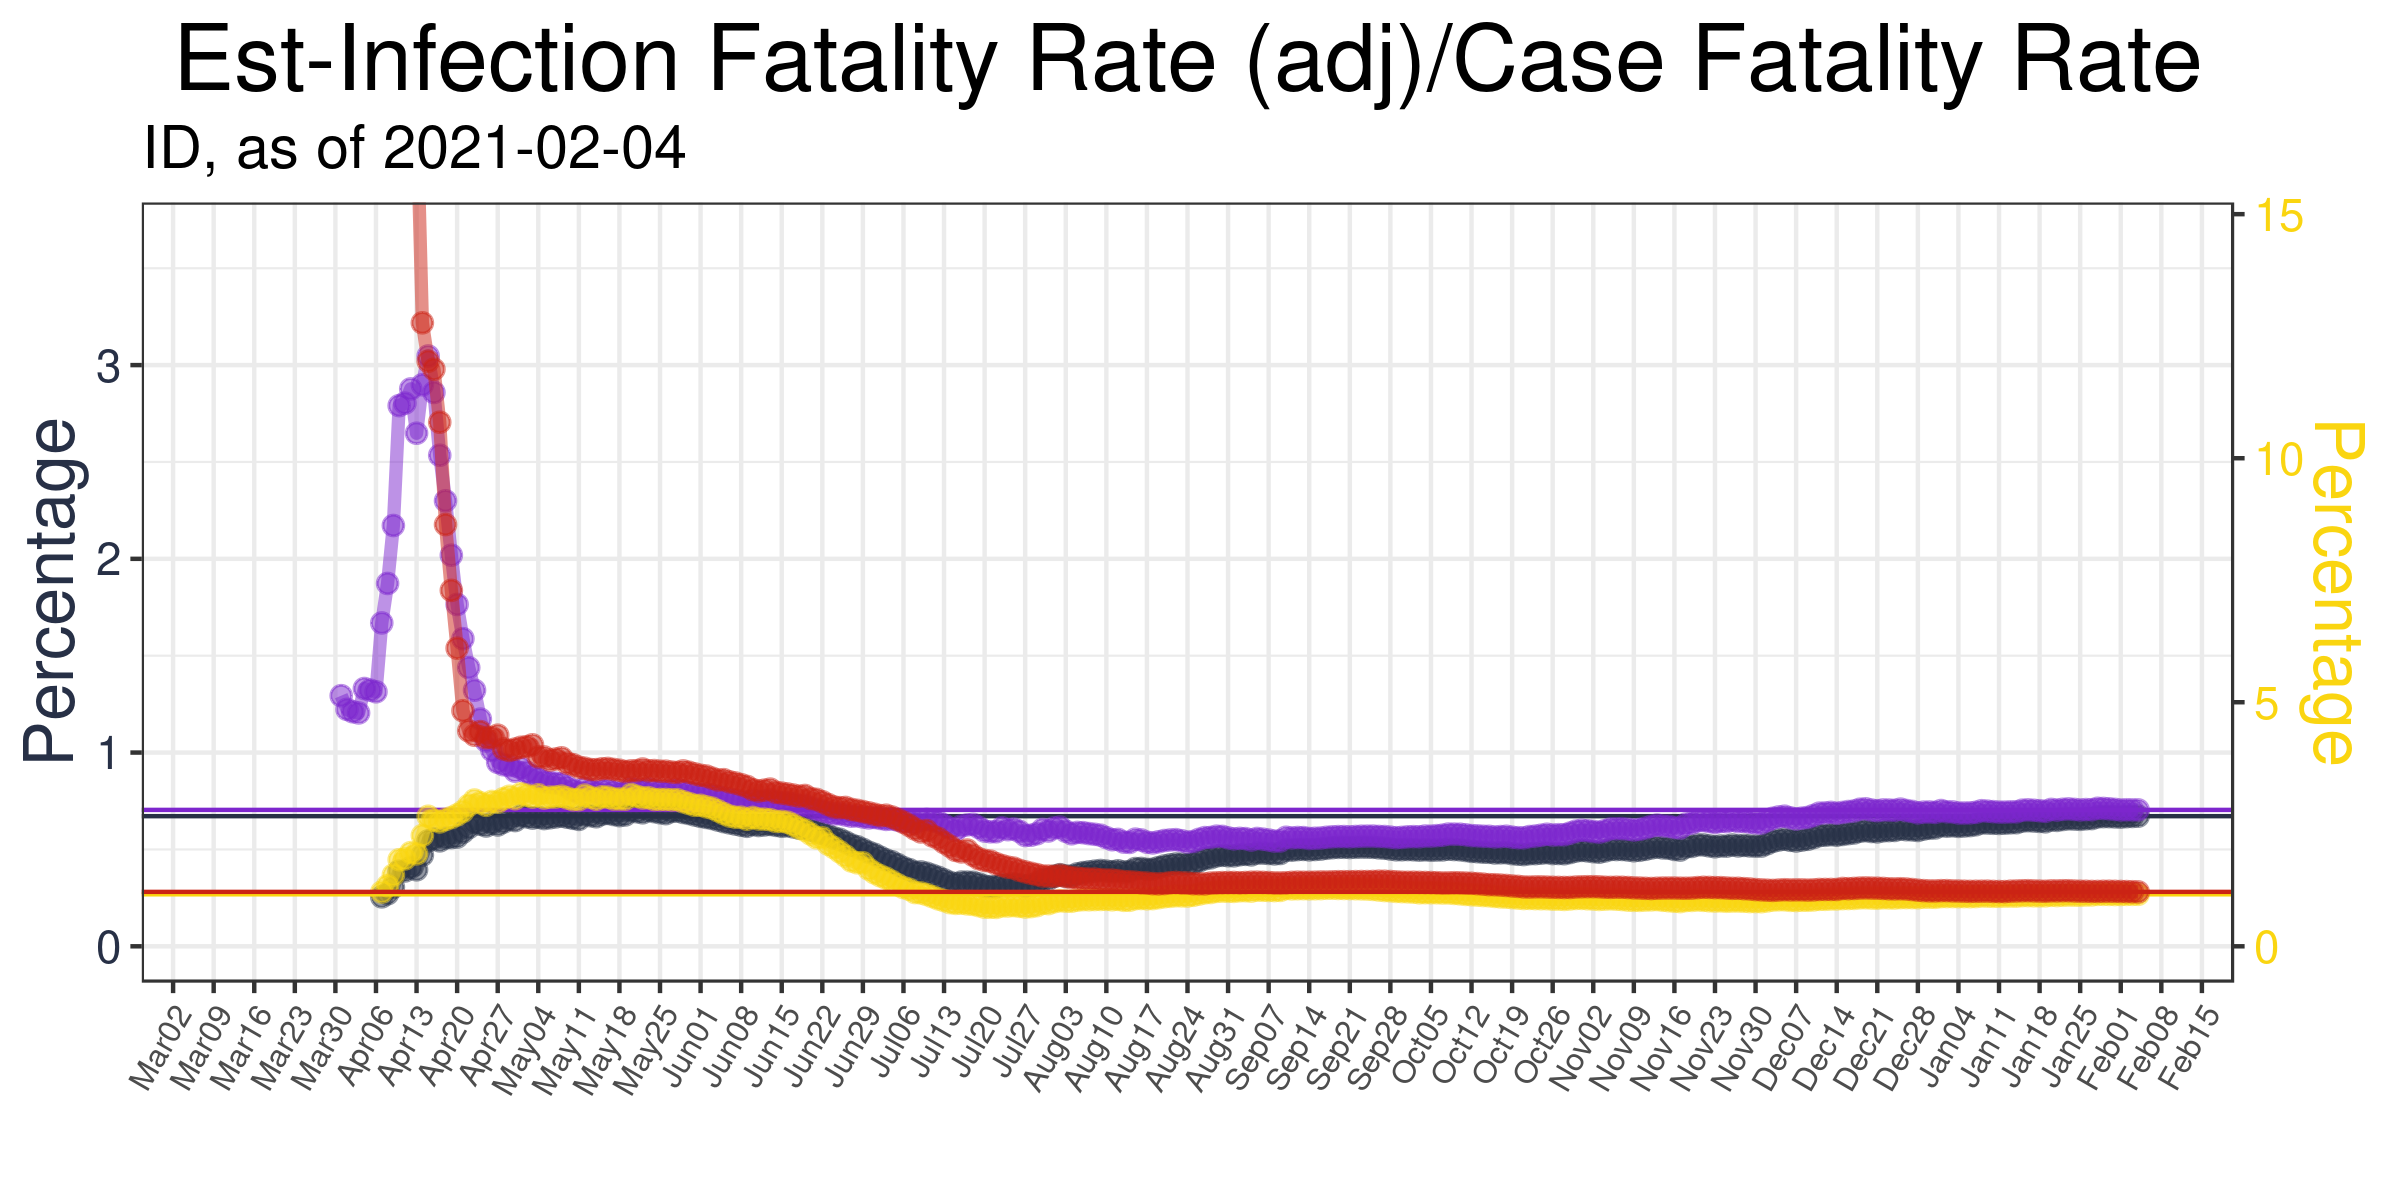 Est-Infection Fatality Rate (adj)/Case Fatality Rate
ID, as of 2021-02-04
Percentage
3
2
1
0
15
10
5
0
Percentage
Mar02
Mar09
Mar16
Mar23
Mar30
Apr06
Apr13
Apr20
Apr27
May04
May11
May18
May25
Jun01
Jun08
Jun15
Jun22
Jun29
Jul06
Jul13
Jul20
Jul27
Aug03
Aug10
Aug17
Aug24
Aug31
Sep07
Sep14
Sep21
Sep28
Oct05
Oct12
Oct19
Oct26
Nov02
Nov09
Nov16
Nov23
Nov30
Dec07
Dec14
Dec21
Dec28
Jan04
Jan11
Jan18
Jan25
Feb01
Feb08
Feb15